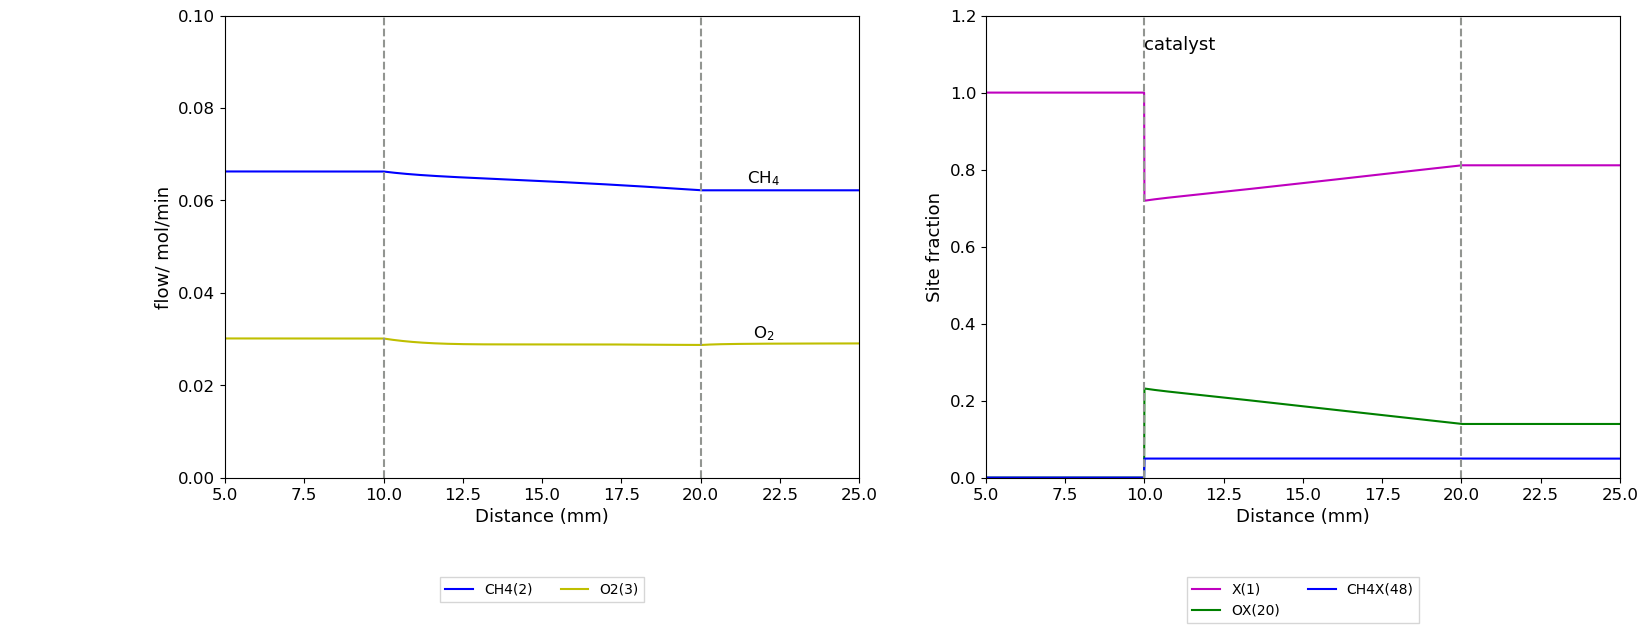 0.10
0.08
0.06
0.04
0.02
0.00
flow/ mol/min
CH₄
O₂
5.0 7.5 10.0 12.5 15.0 17.5 20.0 22.5 25.0
Distance (mm)
CH4(2) O2(3)
1.2
1.0
0.8
0.6
0.4
0.2
0.0
Site fraction
catalyst
5.0 7.5 10.0 12.5 15.0 17.5 20.0 22.5 25.0
Distance (mm)
X(1) CH4X(48)
OX(20)